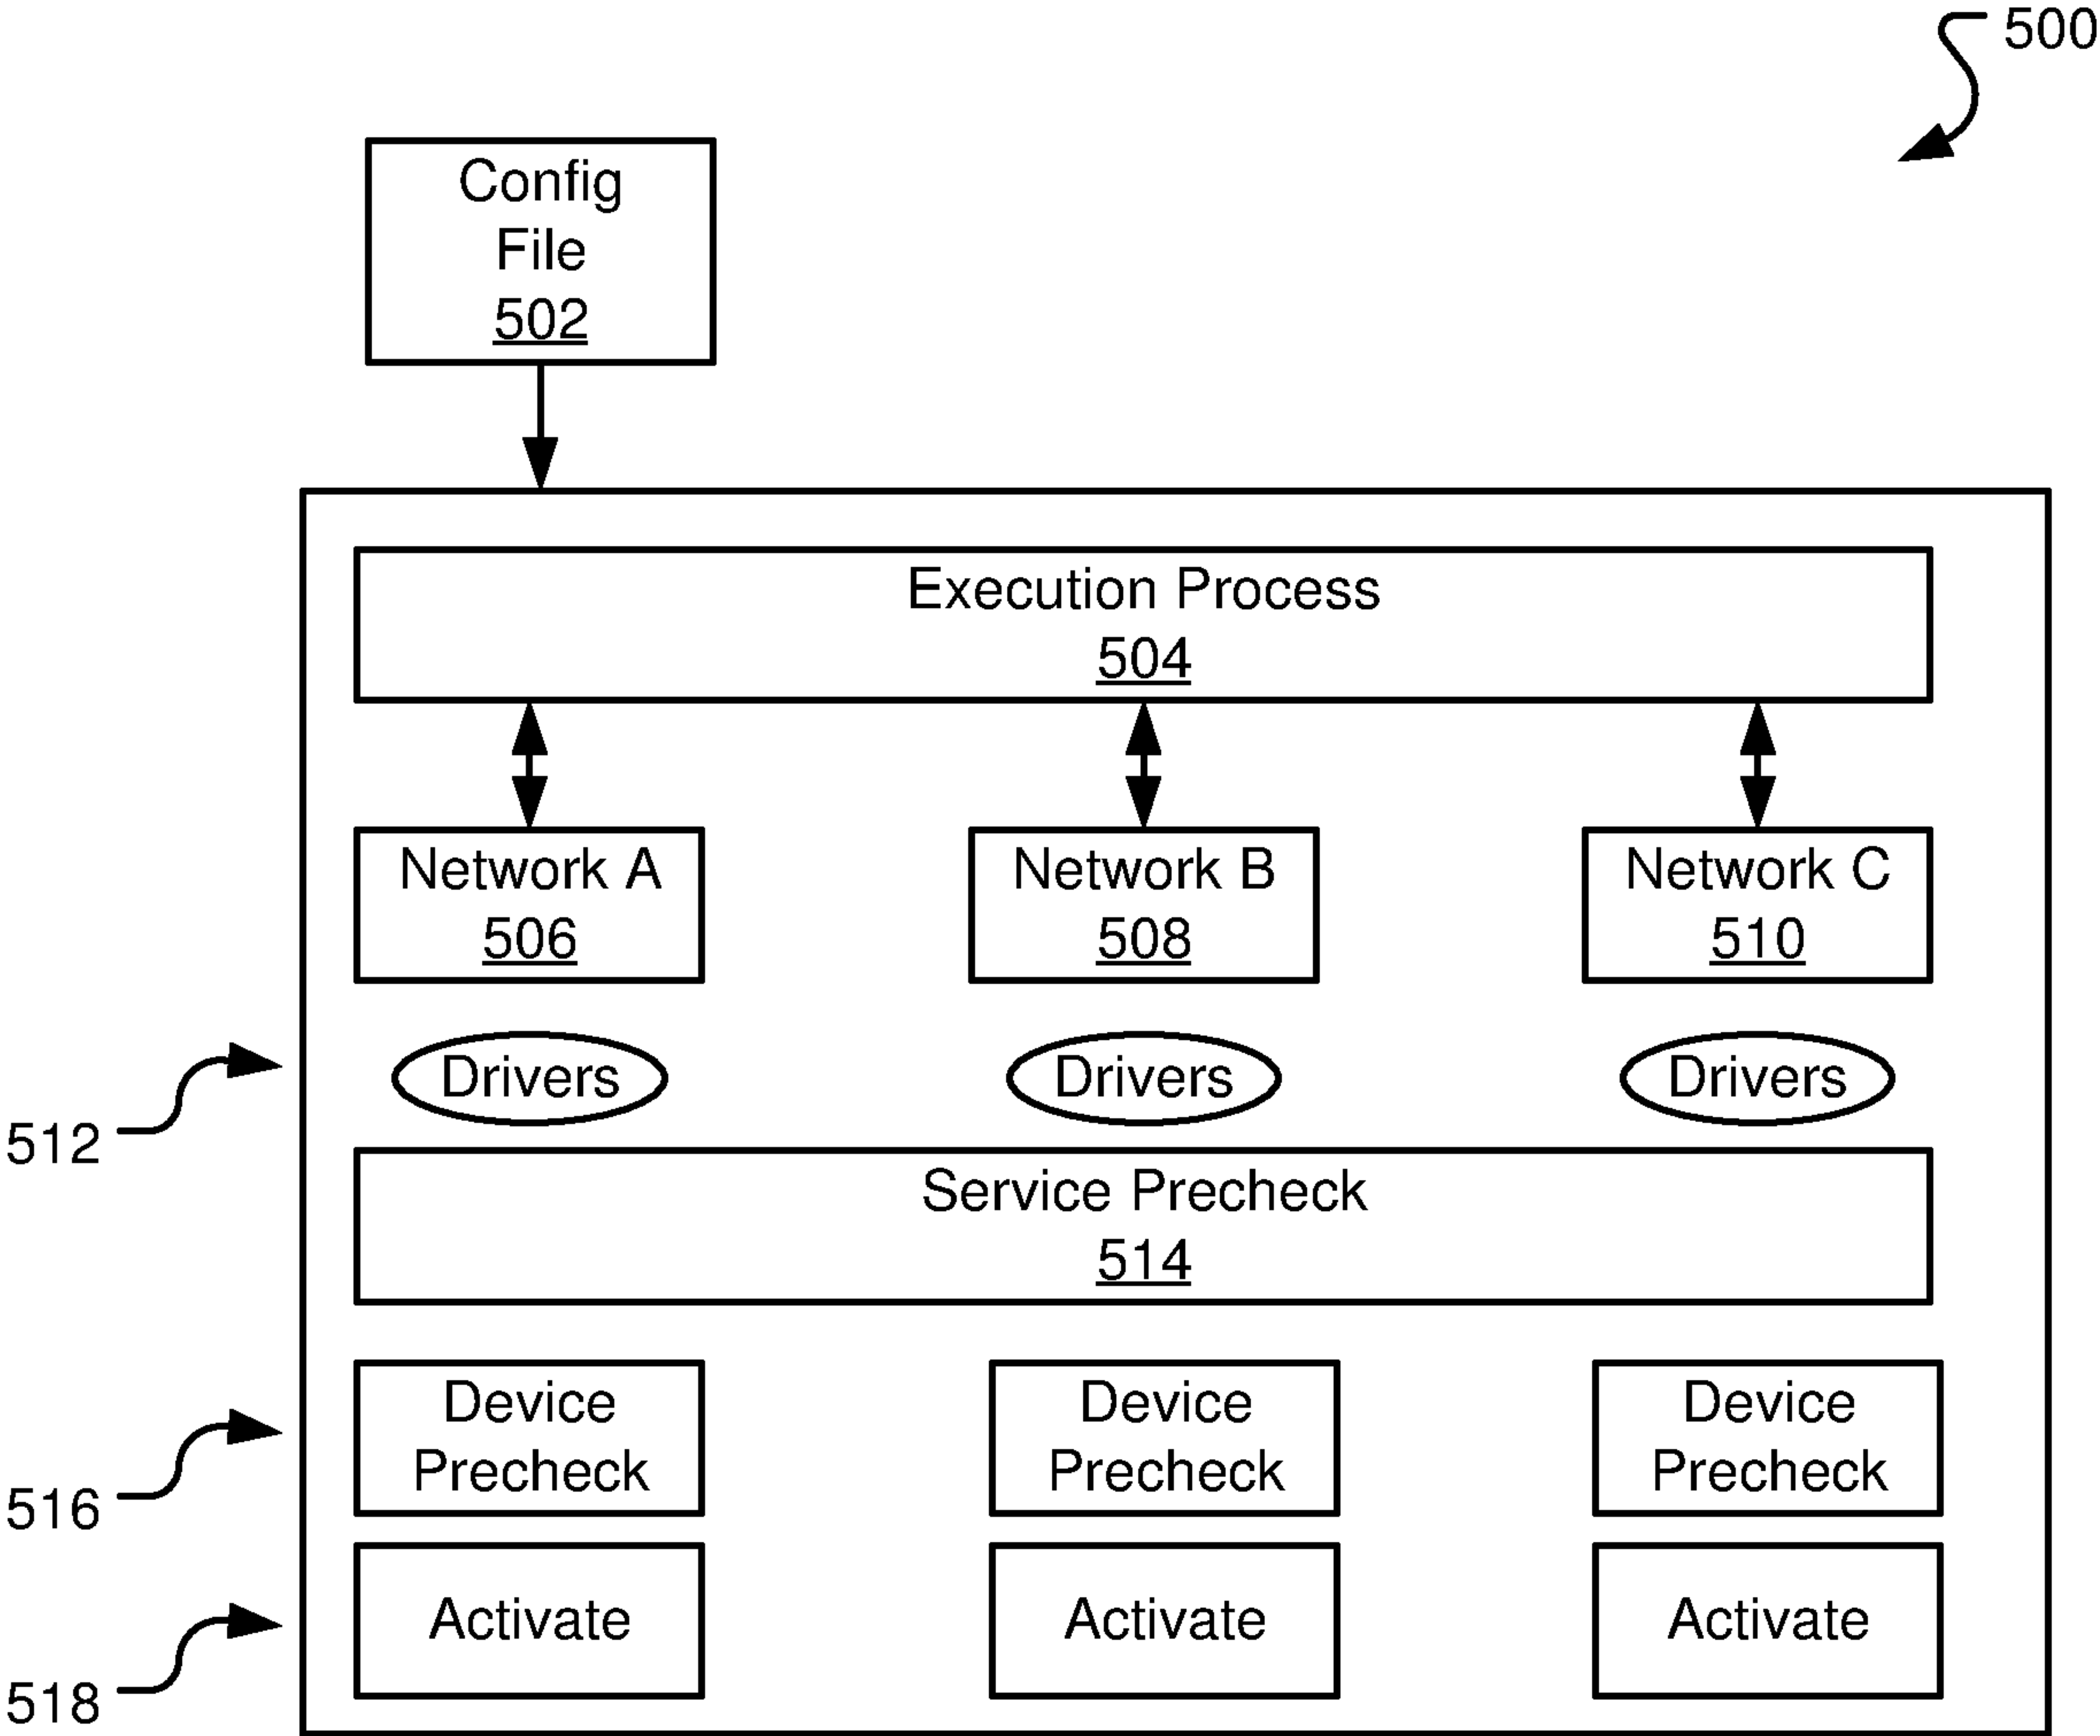 500
Config
File
502
Execution Process
504
Network A
506
Network B
508
Network C
510
512
Drivers
Drivers
Drivers
Service Precheck
514
516
Device
Precheck
Device
Precheck
Device
Precheck
518
Activate
Activate
Activate